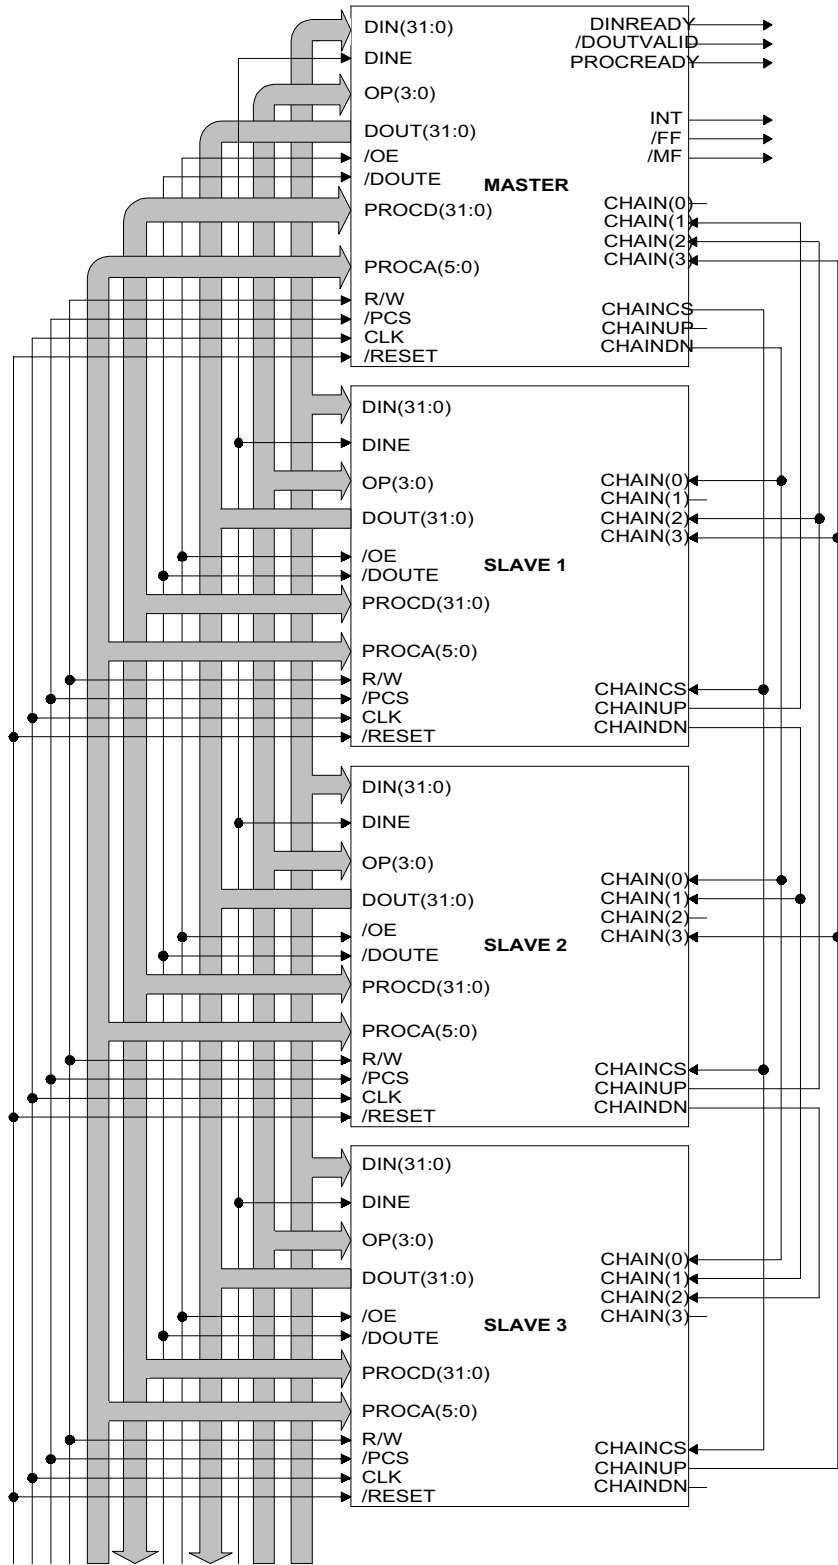 DIN(31:0)
DINE
OP(3:0)
DOUT(31:0)
/OE
/DOUTE
PROCD(31:0)
PROCA(5:0)
R/W
/PCS
CLK
/RESET
MASTER
DINREADY
/DOUTVALID
PROCREADY
INT
/FF
/MF
CHAIN(0)
CHAIN(1)
CHAIN(2)
CHAIN(3)
CHAINCS
CHAINUP
CHAINDN
DIN(31:0)
DINE
OP(3:0)
DOUT(31:0)
/OE
/DOUTE
PROCD(31:0)
PROCA(5:0)
R/W
/PCS
CLK
/RESET
SLAVE 1
CHAIN(0)
CHAIN(1)
CHAIN(2)
CHAIN(3)
CHAINCS
CHAINUP
CHAINDN
DIN(31:0)
DINE
OP(3:0)
DOUT(31:0)
/OE
/DOUTE
PROCD(31:0)
PROCA(5:0)
R/W
/PCS
CLK
/RESET
SLAVE 2
CHAIN(0)
CHAIN(1)
CHAIN(2)
CHAIN(3)
CHAINCS
CHAINUP
CHAINDN
DIN(31:0)
DINE
OP(3:0)
DOUT(31:0)
/OE
/DOUTE
PROCD(31:0)
PROCA(5:0)
R/W
/PCS
CLK
/RESET
SLAVE 3
CHAIN(0)
CHAIN(1)
CHAIN(2)
CHAIN(3)
CHAINCS
CHAINUP
CHAINDN